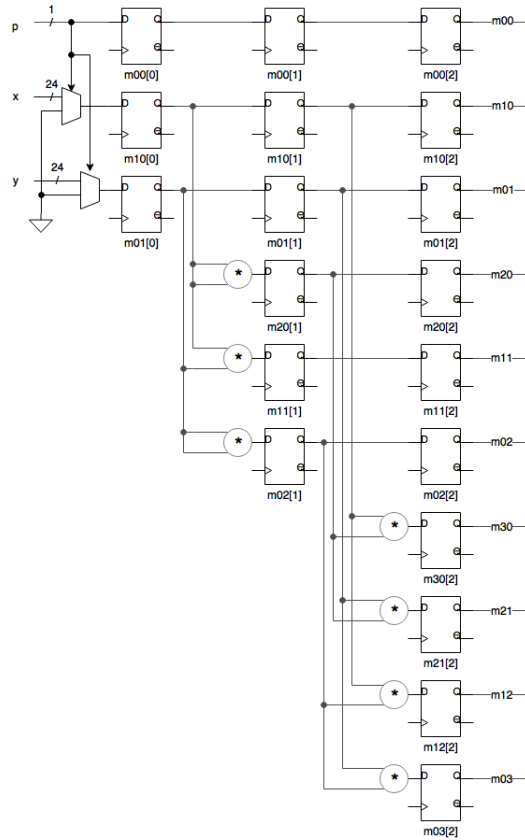 1
p D Q D Q D Q m00
Q Q Q
m00[0] m00[1] m00[2]
24
x D Q D Q D Q m10
Q Q Q
m10[0] m10[1] m10[2]
24
y D Q D Q D Q m01
Q Q Q
m01[0] m01[1] m01[2]
* D Q D Q m20
Q Q
m20[1] m20[2]
* D Q D Q m11
Q Q
m11[1] m11[2]
* D Q D Q m02
Q Q
m02[1] m02[2]
* D Q m30
Q
m30[2]
* D Q m21
Q
m21[2]
* D Q m12
Q
m12[2]
* D Q m03
Q
m03[2]